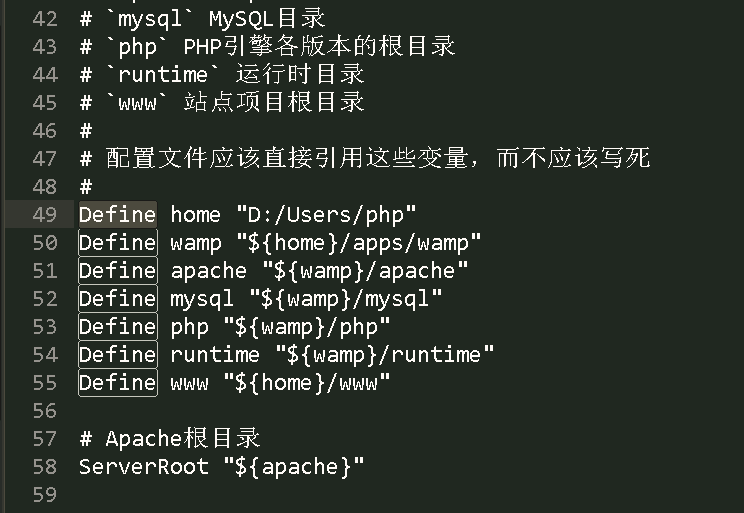 42 # `mysql` MySQL目录
43 # `php` PHP引擎各版本的根目录
44 # `runtime` 运行时目录
45 # `www` 站点项目根目录
46 #
47 # 配置文件应该直接引用这些变量，而不应该写死
48 #
49 Define home "D:/Users/php"
50 Define wamp "${home}/apps/wamp"
51 Define apache "${wamp}/apache"
52 Define mysql "${wamp}/mysql"
53 Define php "${wamp}/php"
54 Define runtime "${wamp}/runtime"
55 Define www "${home}/www"
56
57 # Apache根目录
58 ServerRoot "${apache}"
59